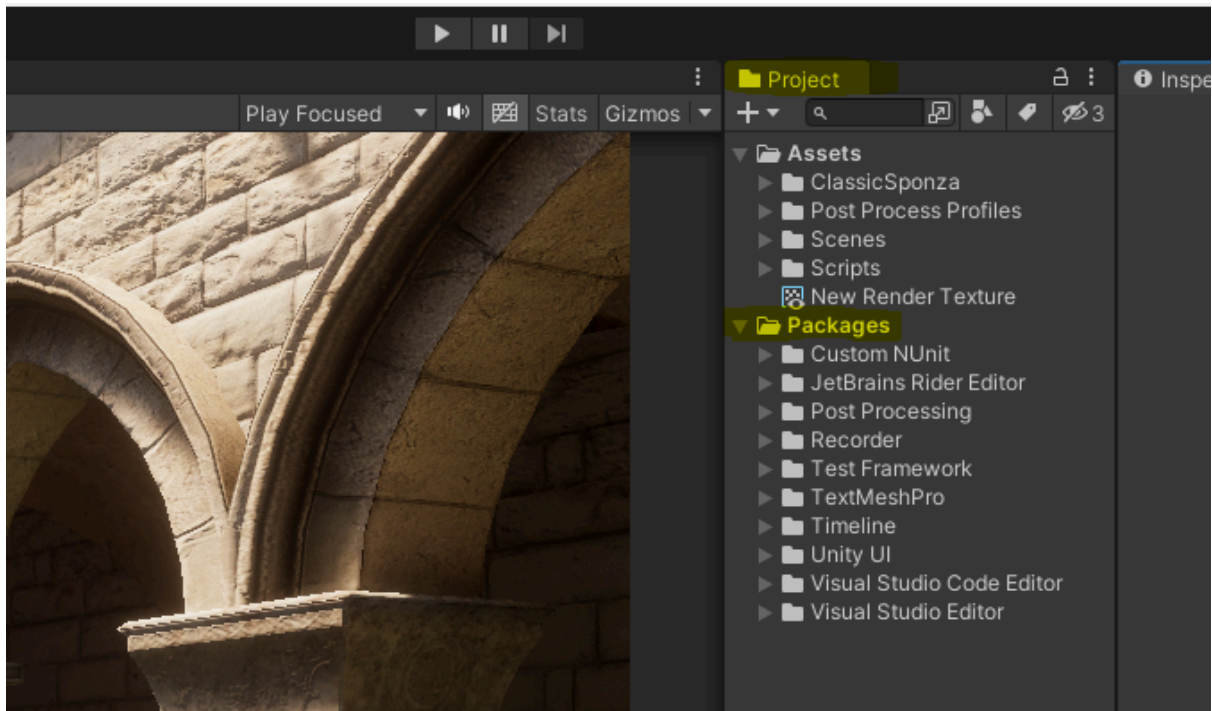 Project
Inspe
Play Focused
Stats
Gizmos
3
Assets
ClassicSponza
Post Process Profiles
Scenes
Scripts
New Render Texture
Packages
Custom NUnit
JetBrains Rider Editor
Post Processing
Recorder
Test Framework
TextMeshPro
Timeline
Unity UI
Visual Studio Code Editor
Visual Studio Editor